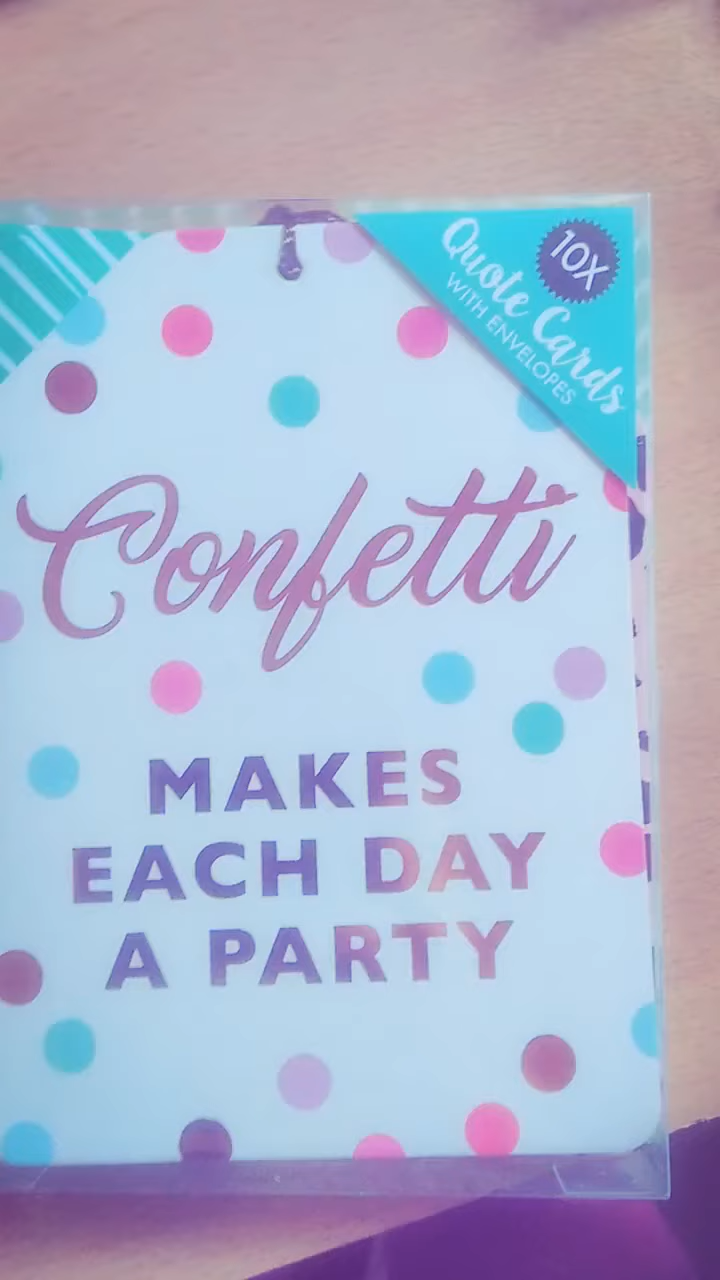 10X
Quote Cards
WITH ENVELOPES
Confetti
MAKES
EACH DAY
A PARTY